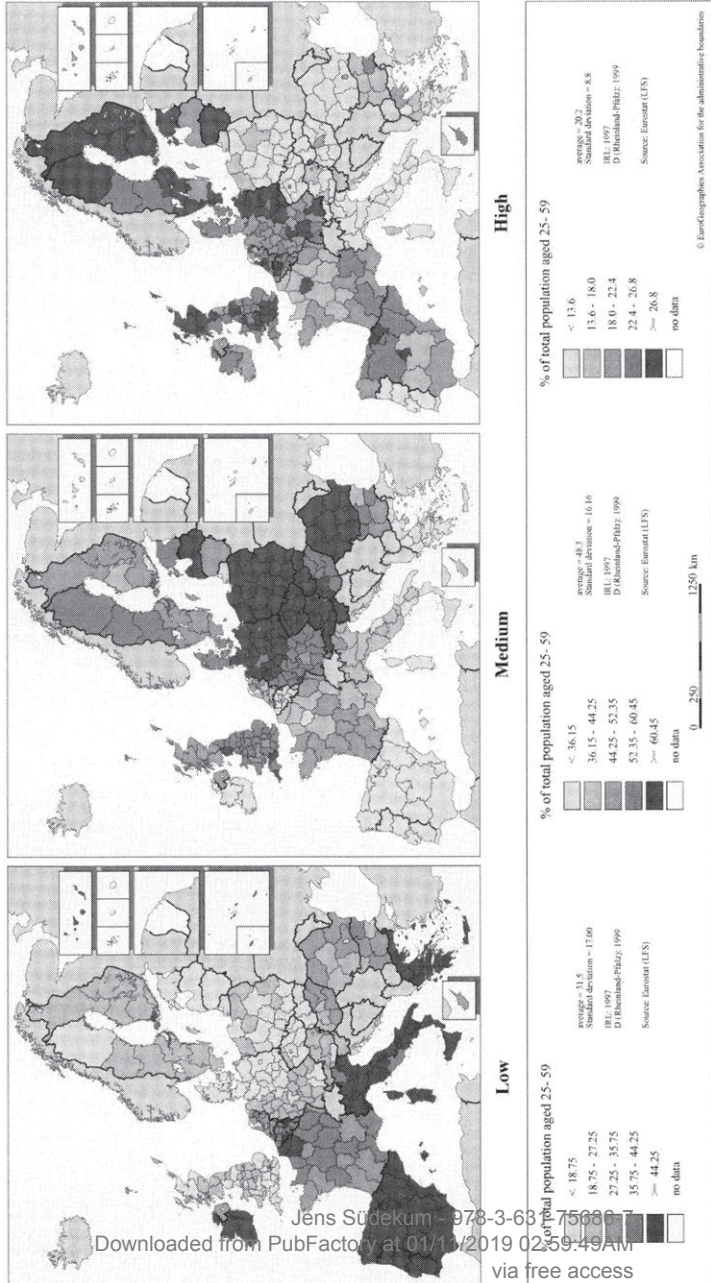 High
% of total population aged 25- 59
< 13.6
13.6 - 18.0
18.0 - 22.4
22.4 - 26.8
>= 26.8
no data
average = 20.2
Standard deviation = 8.8
IRL: 1997
D (Rheinland-Pfalz): 1999
Source: Eurostat (LFS)
© EuroGeographics Association for the administrative boundaries
Medium
% of total population aged 25- 59
< 36.15
36.15 - 44.25
44.25 - 52.35
52.35 - 60.45
>= 60.45
no data
average = 48.3
Standard deviation = 16.16
IRL: 1997
D (Rheinland-Pfalz): 1999
Source: Eurostat (LFS)
0 250 1250 km
Low
% of total population aged 25- 59
< 18.75
18.75 - 27.25
27.25 - 35.75
35.75 - 44.25
>= 44.25
no data
average = 31.5
Standard deviation = 17.00
IRL: 1997
D (Rheinland-Pfalz): 1999
Source: Eurostat (LFS)
Jens Südekum - 978-3-631-75686-7
Downloaded from PubFactory at 01/11/2019 02:59:49AM
via free access